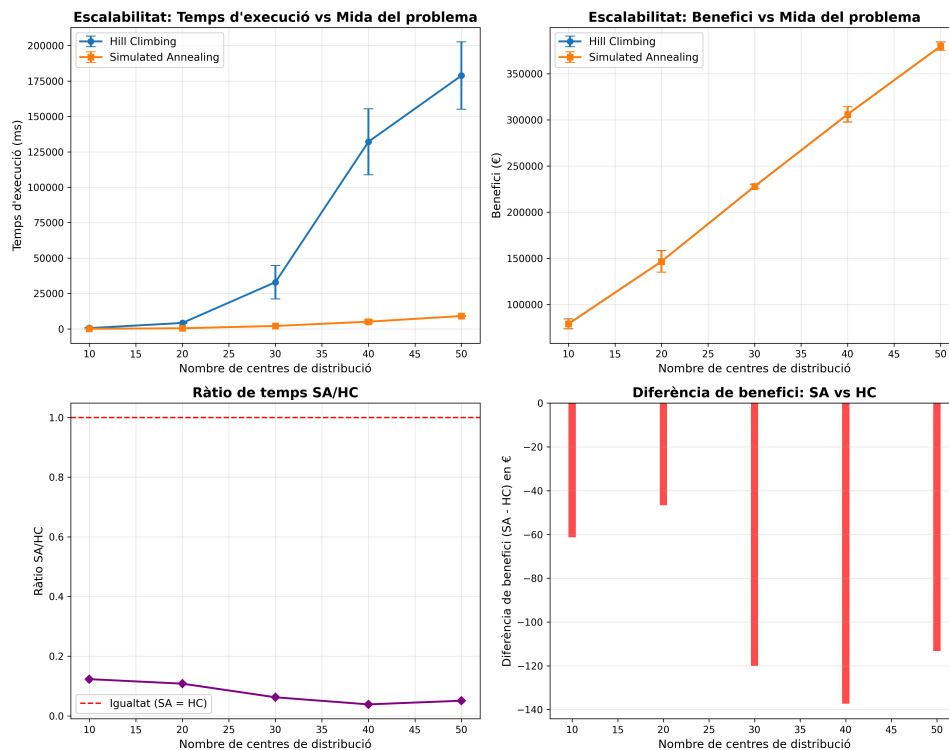 Escalabilitat: Temps d'execució vs Mida del problema
Hill Climbing
Simulated Annealing
Temps d'execució (ms)
200000
175000
150000
125000
100000
75000
50000
25000
0
10 15 20 25 30 35 40 45 50
Nombre de centres de distribució
Escalabilitat: Benefici vs Mida del problema
Hill Climbing
Simulated Annealing
Benefici (€)
350000
300000
250000
200000
150000
100000
10 15 20 25 30 35 40 45 50
Nombre de centres de distribució
Ràtio de temps SA/HC
Ràtio SA/HC
1.0
0.8
0.6
0.4
0.2
0.0
Igualtat (SA = HC)
10 15 20 25 30 35 40 45 50
Nombre de centres de distribució
Diferència de benefici: SA vs HC
Diferència de benefici (SA - HC) en €
0
−20
−40
−60
−80
−100
−120
−140
10 15 20 25 30 35 40 45 50
Nombre de centres de distribució